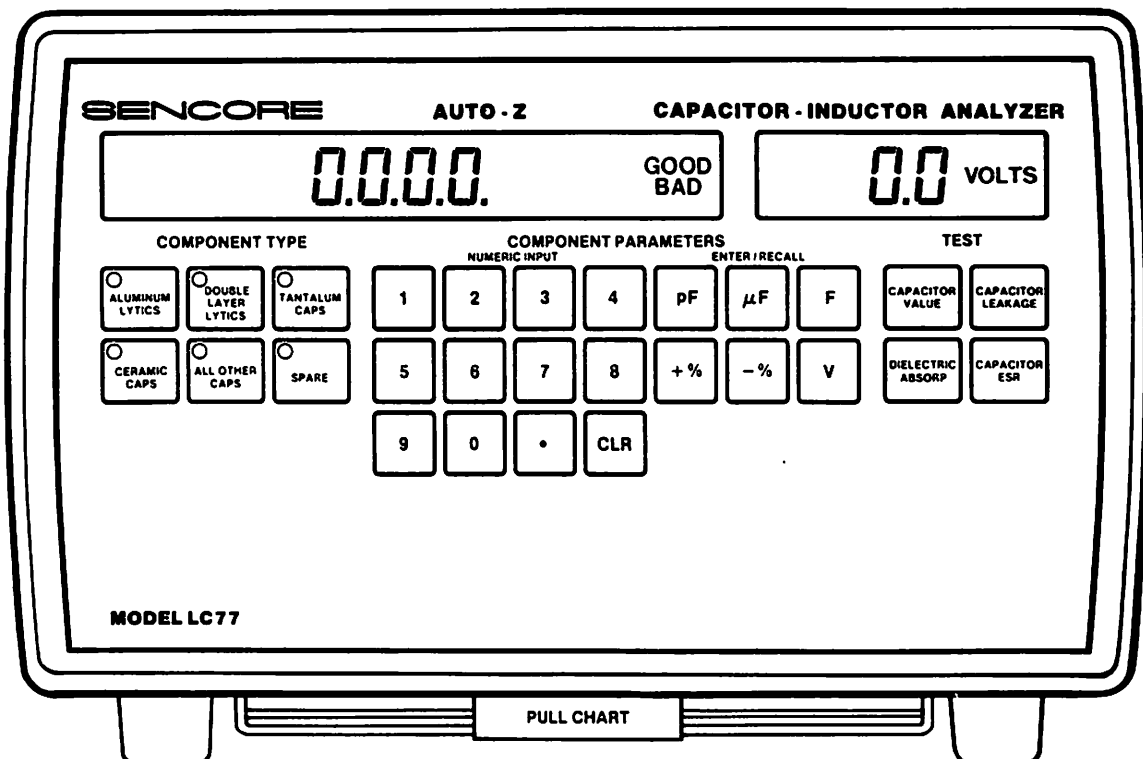 SENCORE AUTO-Z CAPACITOR-INDUCTOR ANALYZER
0.0.0.0. GOOD BAD 0.0 VOLTS
COMPONENT TYPE COMPONENT PARAMETERS TEST
NUMERIC INPUT ENTER/RECALL
ALUMINUM LYTICS DOUBLE LAYER LYTICS TANTALUM CAPS 1 2 3 4 pF μF F CAPACITOR VALUE CAPACITOR LEAKAGE
CERAMIC CAPS ALL OTHER CAPS SPARE 5 6 7 8 +% -% V DIELECTRIC ABSORP CAPACITOR ESR
9 0 • CLR
MODEL LC77
PULL CHART